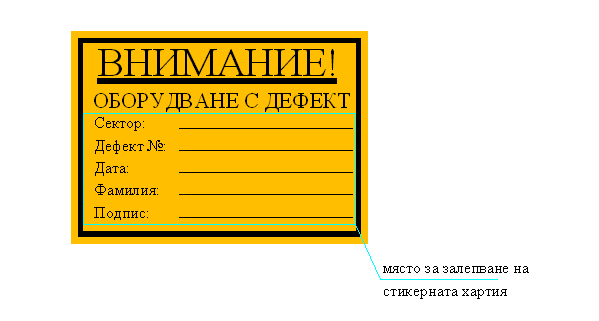 ВНИМАНИЕ!
ОБОРУДВАНЕ С ДЕФЕКТ
Сектор:
Дефект №:
Дата:
Фамилия:
Подпис:
място за залепване на
стикерната хартия